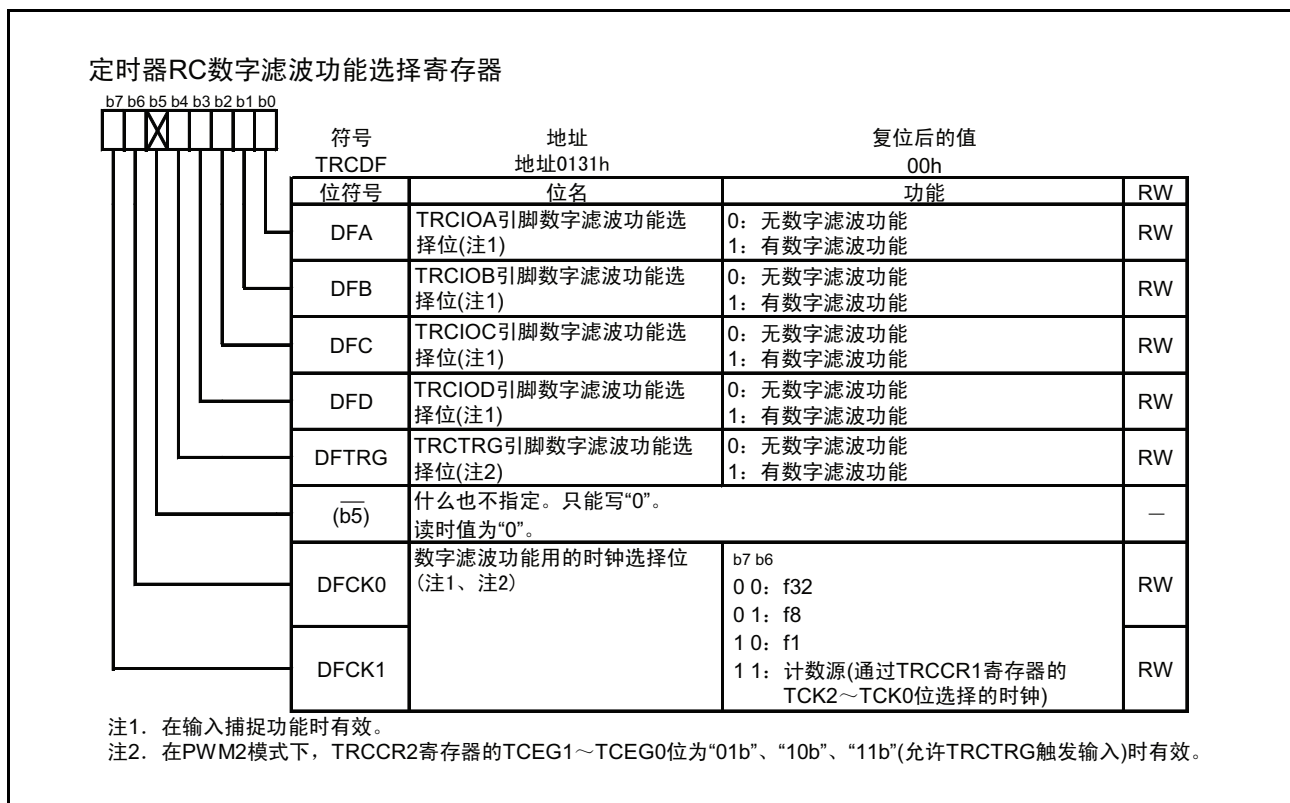 定时器RC数字滤波功能选择寄存器
b7 b6 b5 b4 b3 b2 b1 b0
符号 地址 复位后的值
TRCDF 地址0131h 00h
位符号 位名 功能 RW
DFA TRCIOA引脚数字滤波功能选 0：无数字滤波功能 RW
择位(注1) 1：有数字滤波功能
DFB TRCIOB引脚数字滤波功能选 0：无数字滤波功能 RW
择位(注1) 1：有数字滤波功能
DFC TRCIOC引脚数字滤波功能选 0：无数字滤波功能 RW
择位(注1) 1：有数字滤波功能
DFD TRCIOD引脚数字滤波功能选 0：无数字滤波功能 RW
择位(注1) 1：有数字滤波功能
DFTRG TRCTRG引脚数字滤波功能选 0：无数字滤波功能 RW
择位(注2) 1：有数字滤波功能
— (b5) 什么也不指定。只能写“0”。 —
读时值为“0”。
DFCK0 数字滤波功能用的时钟选择位 b7 b6 RW
(注1、注2) 0 0：f32
0 1：f8
1 0：f1
DFCK1 1 1：计数源(通过TRCCR1寄存器的 RW
TCK2～TCK0位选择的时钟)
注1．在输入捕捉功能时有效。
注2．在PWM2模式下，TRCCR2寄存器的TCEG1～TCEG0位为“01b”、“10b”、“11b”(允许TRCTRG触发输入)时有效。